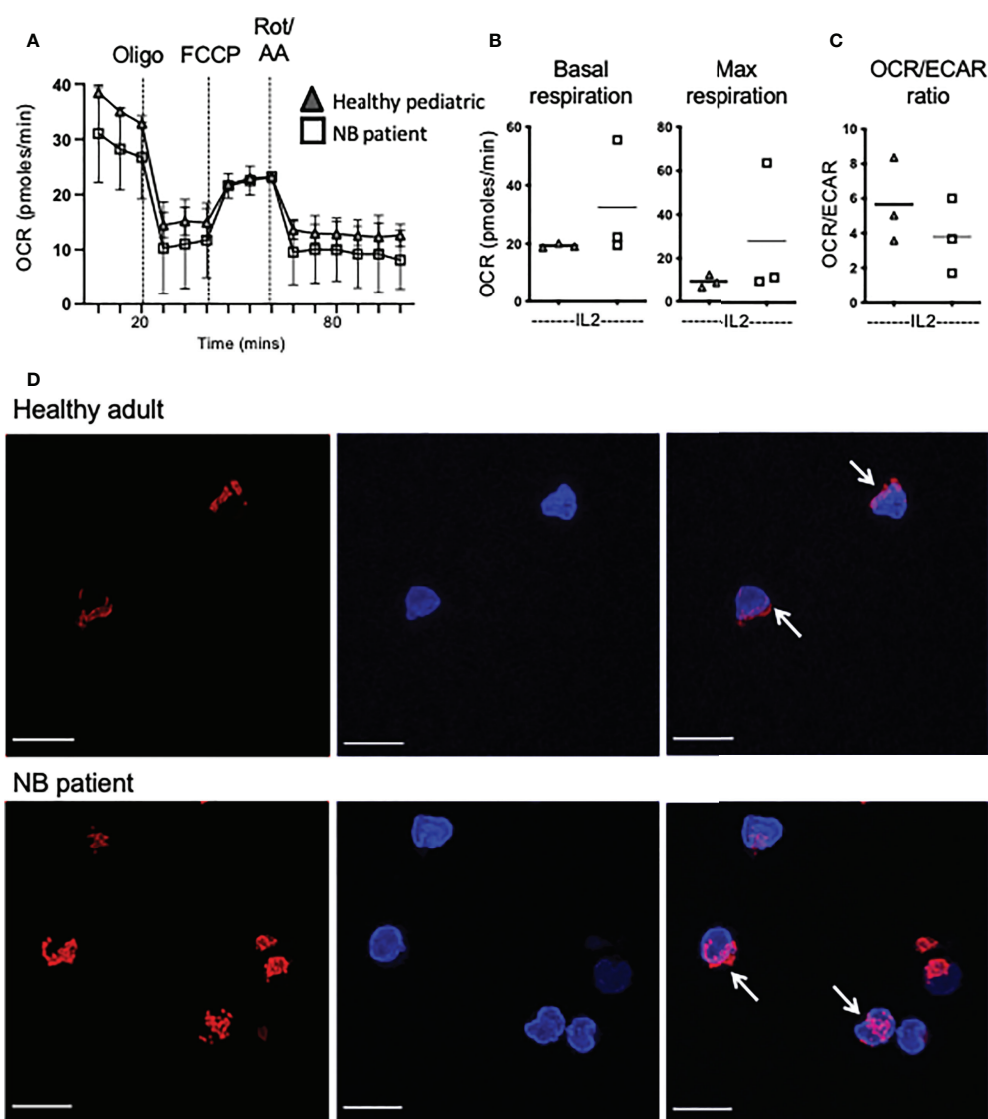 A
Oligo
FCCP
Rot/
AA
Healthy pediatric
NB patient
OCR (pmoles/min)
40
30
20
10
0
20
80
Time (mins)
B
Basal
respiration
OCR (pmoles/min)
60
40
20
0
-------IL2-------
Max
respiration
80
60
40
20
0
-------IL2-------
C
OCR/ECAR
ratio
OCR/ECAR
10
8
6
4
2
0
-------IL2-------
D
Healthy adult
NB patient